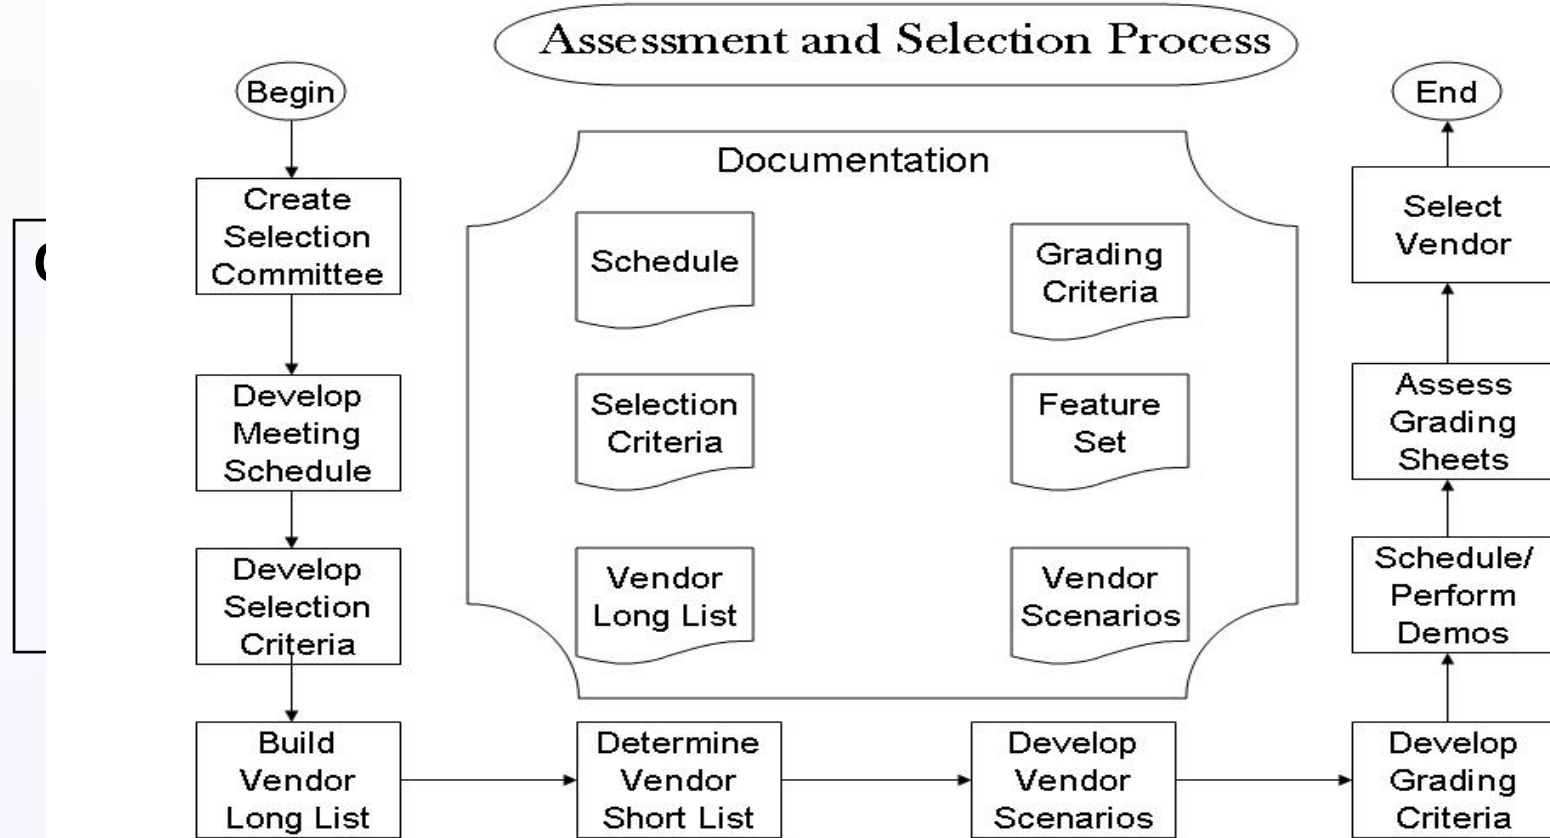 Assessment and Selection Process
Begin
Create
Selection
Committee
Develop
Meeting
Schedule
Develop
Selection
Criteria
Build
Vendor
Long List
Determine
Vendor
Short List
Develop
Vendor
Scenarios
Develop
Grading
Criteria
Schedule/
Perform
Demos
Assess
Grading
Sheets
Select
Vendor
End
Documentation
Schedule
Grading
Criteria
Selection
Criteria
Feature
Set
Vendor
Long List
Vendor
Scenarios